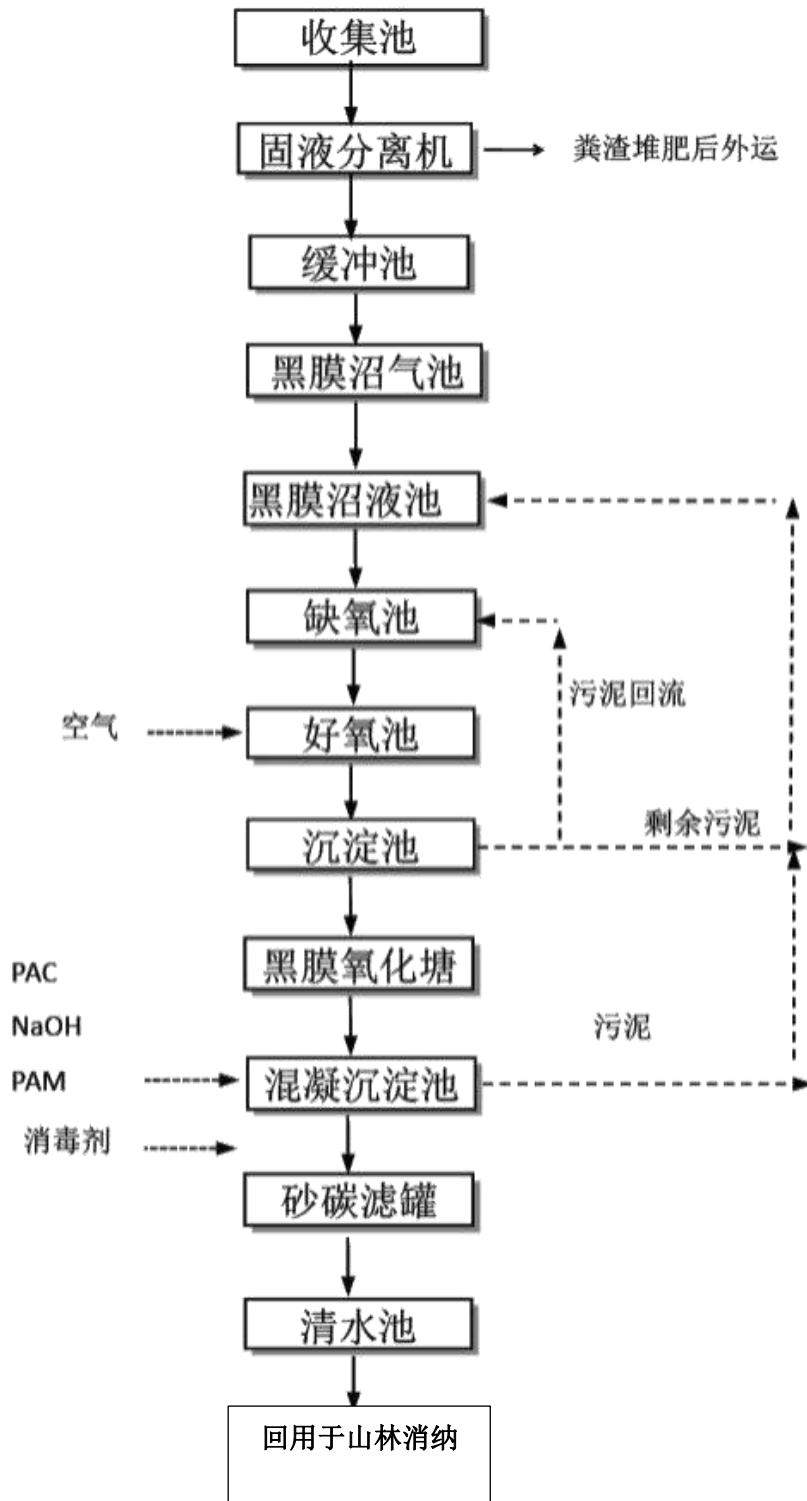 收集池
固液分离机
粪渣堆肥后外运
缓冲池
黑膜沼气池
黑膜沼液池
缺氧池
污泥回流
空气
好氧池
剩余污泥
沉淀池
黑膜氧化塘
PAC
NaOH
污泥
PAM
混凝沉淀池
消毒剂
砂碳滤罐
清水池
回用于山林消纳